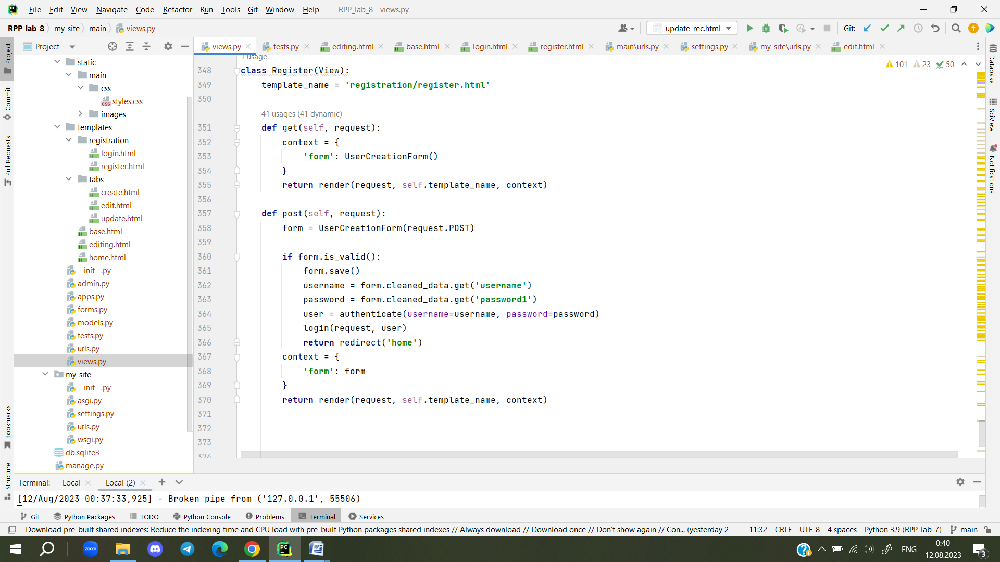 File Edit View Navigate Code Refactor Run Tools Git Window Help RPP_lab_8 - views.py
RPP_lab_8 my_site main views.py update_rec.html Git:
Project views.py tests.py editing.html base.html login.html register.html main\urls.py settings.py my_site\urls.py edit.html
Project
Commit
Pull Requests
Bookmarks
Structure
static
main
css
styles.css
images
templates
registration
login.html
register.html
tabs
create.html
edit.html
update.html
base.html
editing.html
home.html
__init__.py
admin.py
apps.py
forms.py
models.py
tests.py
urls.py
views.py
my_site
__init__.py
asgi.py
settings.py
urls.py
wsgi.py
db.sqlite3
manage.py
1 usage
101 23 50
348 class Register(View):
349 template_name = 'registration/register.html'
350
41 usages (41 dynamic)
351 def get(self, request):
352 context = {
353 'form': UserCreationForm()
354 }
355 return render(request, self.template_name, context)
356
357 def post(self, request):
358 form = UserCreationForm(request.POST)
359
360 if form.is_valid():
361 form.save()
362 username = form.cleaned_data.get('username')
363 password = form.cleaned_data.get('password1')
364 user = authenticate(username=username, password=password)
365 login(request, user)
366 return redirect('home')
367 context = {
368 'form': form
369 }
370 return render(request, self.template_name, context)
371
372
373
374
Database
SciView
Notifications
Terminal: Local Local (2)
[12/Aug/2023 00:37:33,925] - Broken pipe from ('127.0.0.1', 55506)
Git Python Packages TODO Python Console Problems Terminal Services
Download pre-built shared indexes: Reduce the indexing time and CPU load with pre-built Python packages shared indexes // Always download // Download once // Don't show again // Con... (yesterday 2 11:32 CRLF UTF-8 4 spaces Python 3.9 (RPP_lab_7) main
zoom PC ENG 0:40
12.08.2023 3